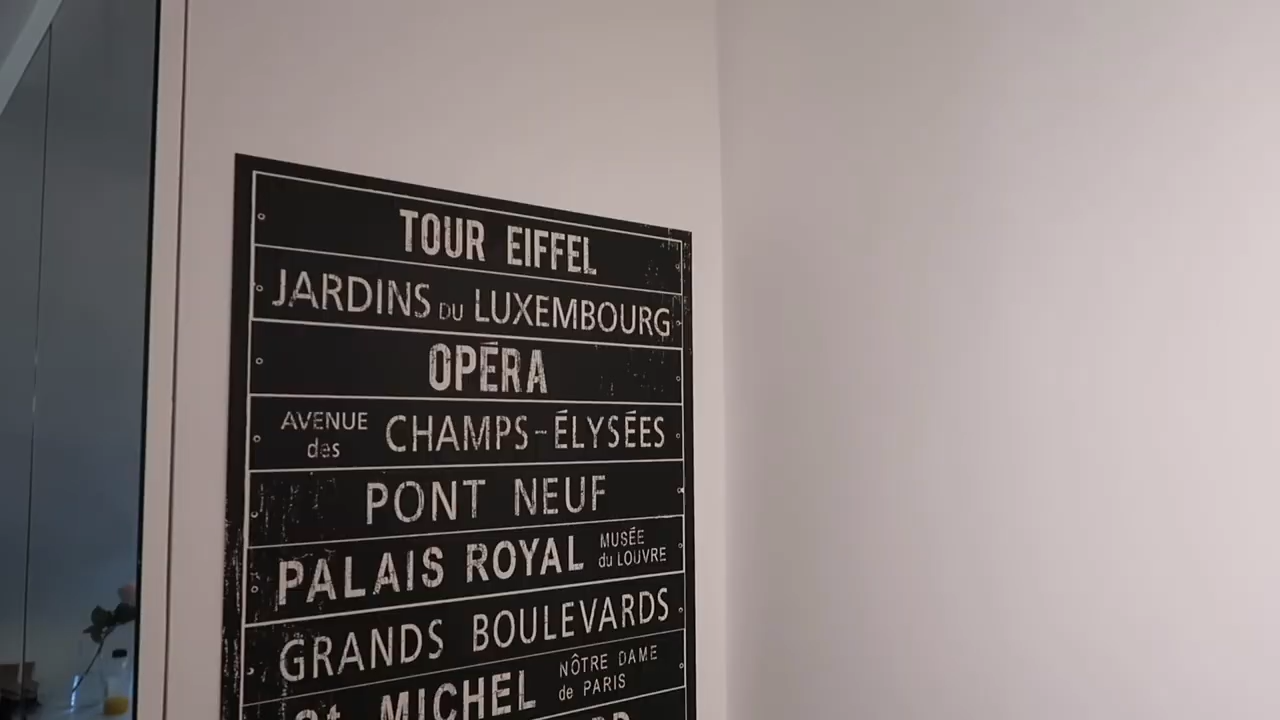 TOUR EIFFEL
JARDINS DU LUXEMBOURG
OPÉRA
AVENUE des CHAMPS-ÉLYSÉES
PONT NEUF
PALAIS ROYAL MUSÉE du LOUVRE
GRANDS BOULEVARDS
St. MICHEL NÔTRE DAME de PARIS